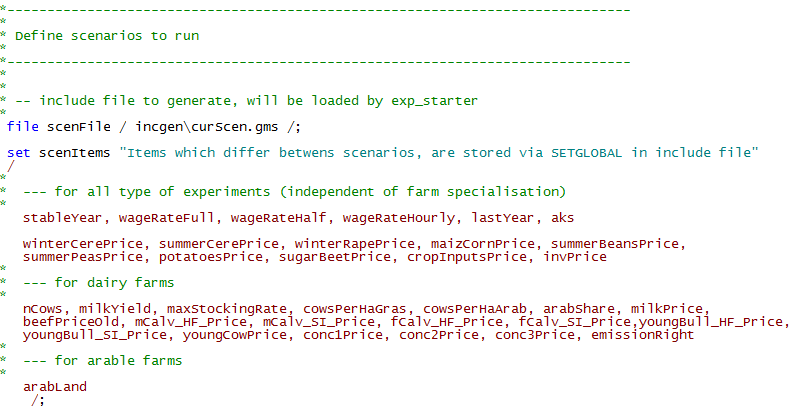 *------------------------------------------------------------------------------
*
* Define scenarios to run
*
*------------------------------------------------------------------------------
*
*
* -- include file to generate, will be loaded by exp_starter
*
file scenFile / incgen\curScen.gms /;
set scenItems "Items which differ betwens scenarios, are stored via SETGLOBAL in include file"
/
*
* --- for all type of experiments (independent of farm specialisation)
*
stableYear, wageRateFull, wageRateHalf, wageRateHourly, lastYear, aks
winterCerePrice, summerCerePrice, winterRapePrice, maizCornPrice, summerBeansPrice,
summerPeasPrice, potatoesPrice, sugarBeetPrice, cropInputsPrice, invPrice
*
* --- for dairy farms
*
nCows, milkYield, maxStockingRate, cowsPerHaGras, cowsPerHaArab, arabShare, milkPrice,
beefPriceOld, mCalv_HF_Price, mCalv_SI_Price, fCalv_HF_Price, fCalv_SI_Price,youngBull_HF_Price,
youngBull_SI_Price, youngCowPrice, conc1Price, conc2Price, conc3Price, emissionRight
*
* --- for arable farms
*
arabLand
/;